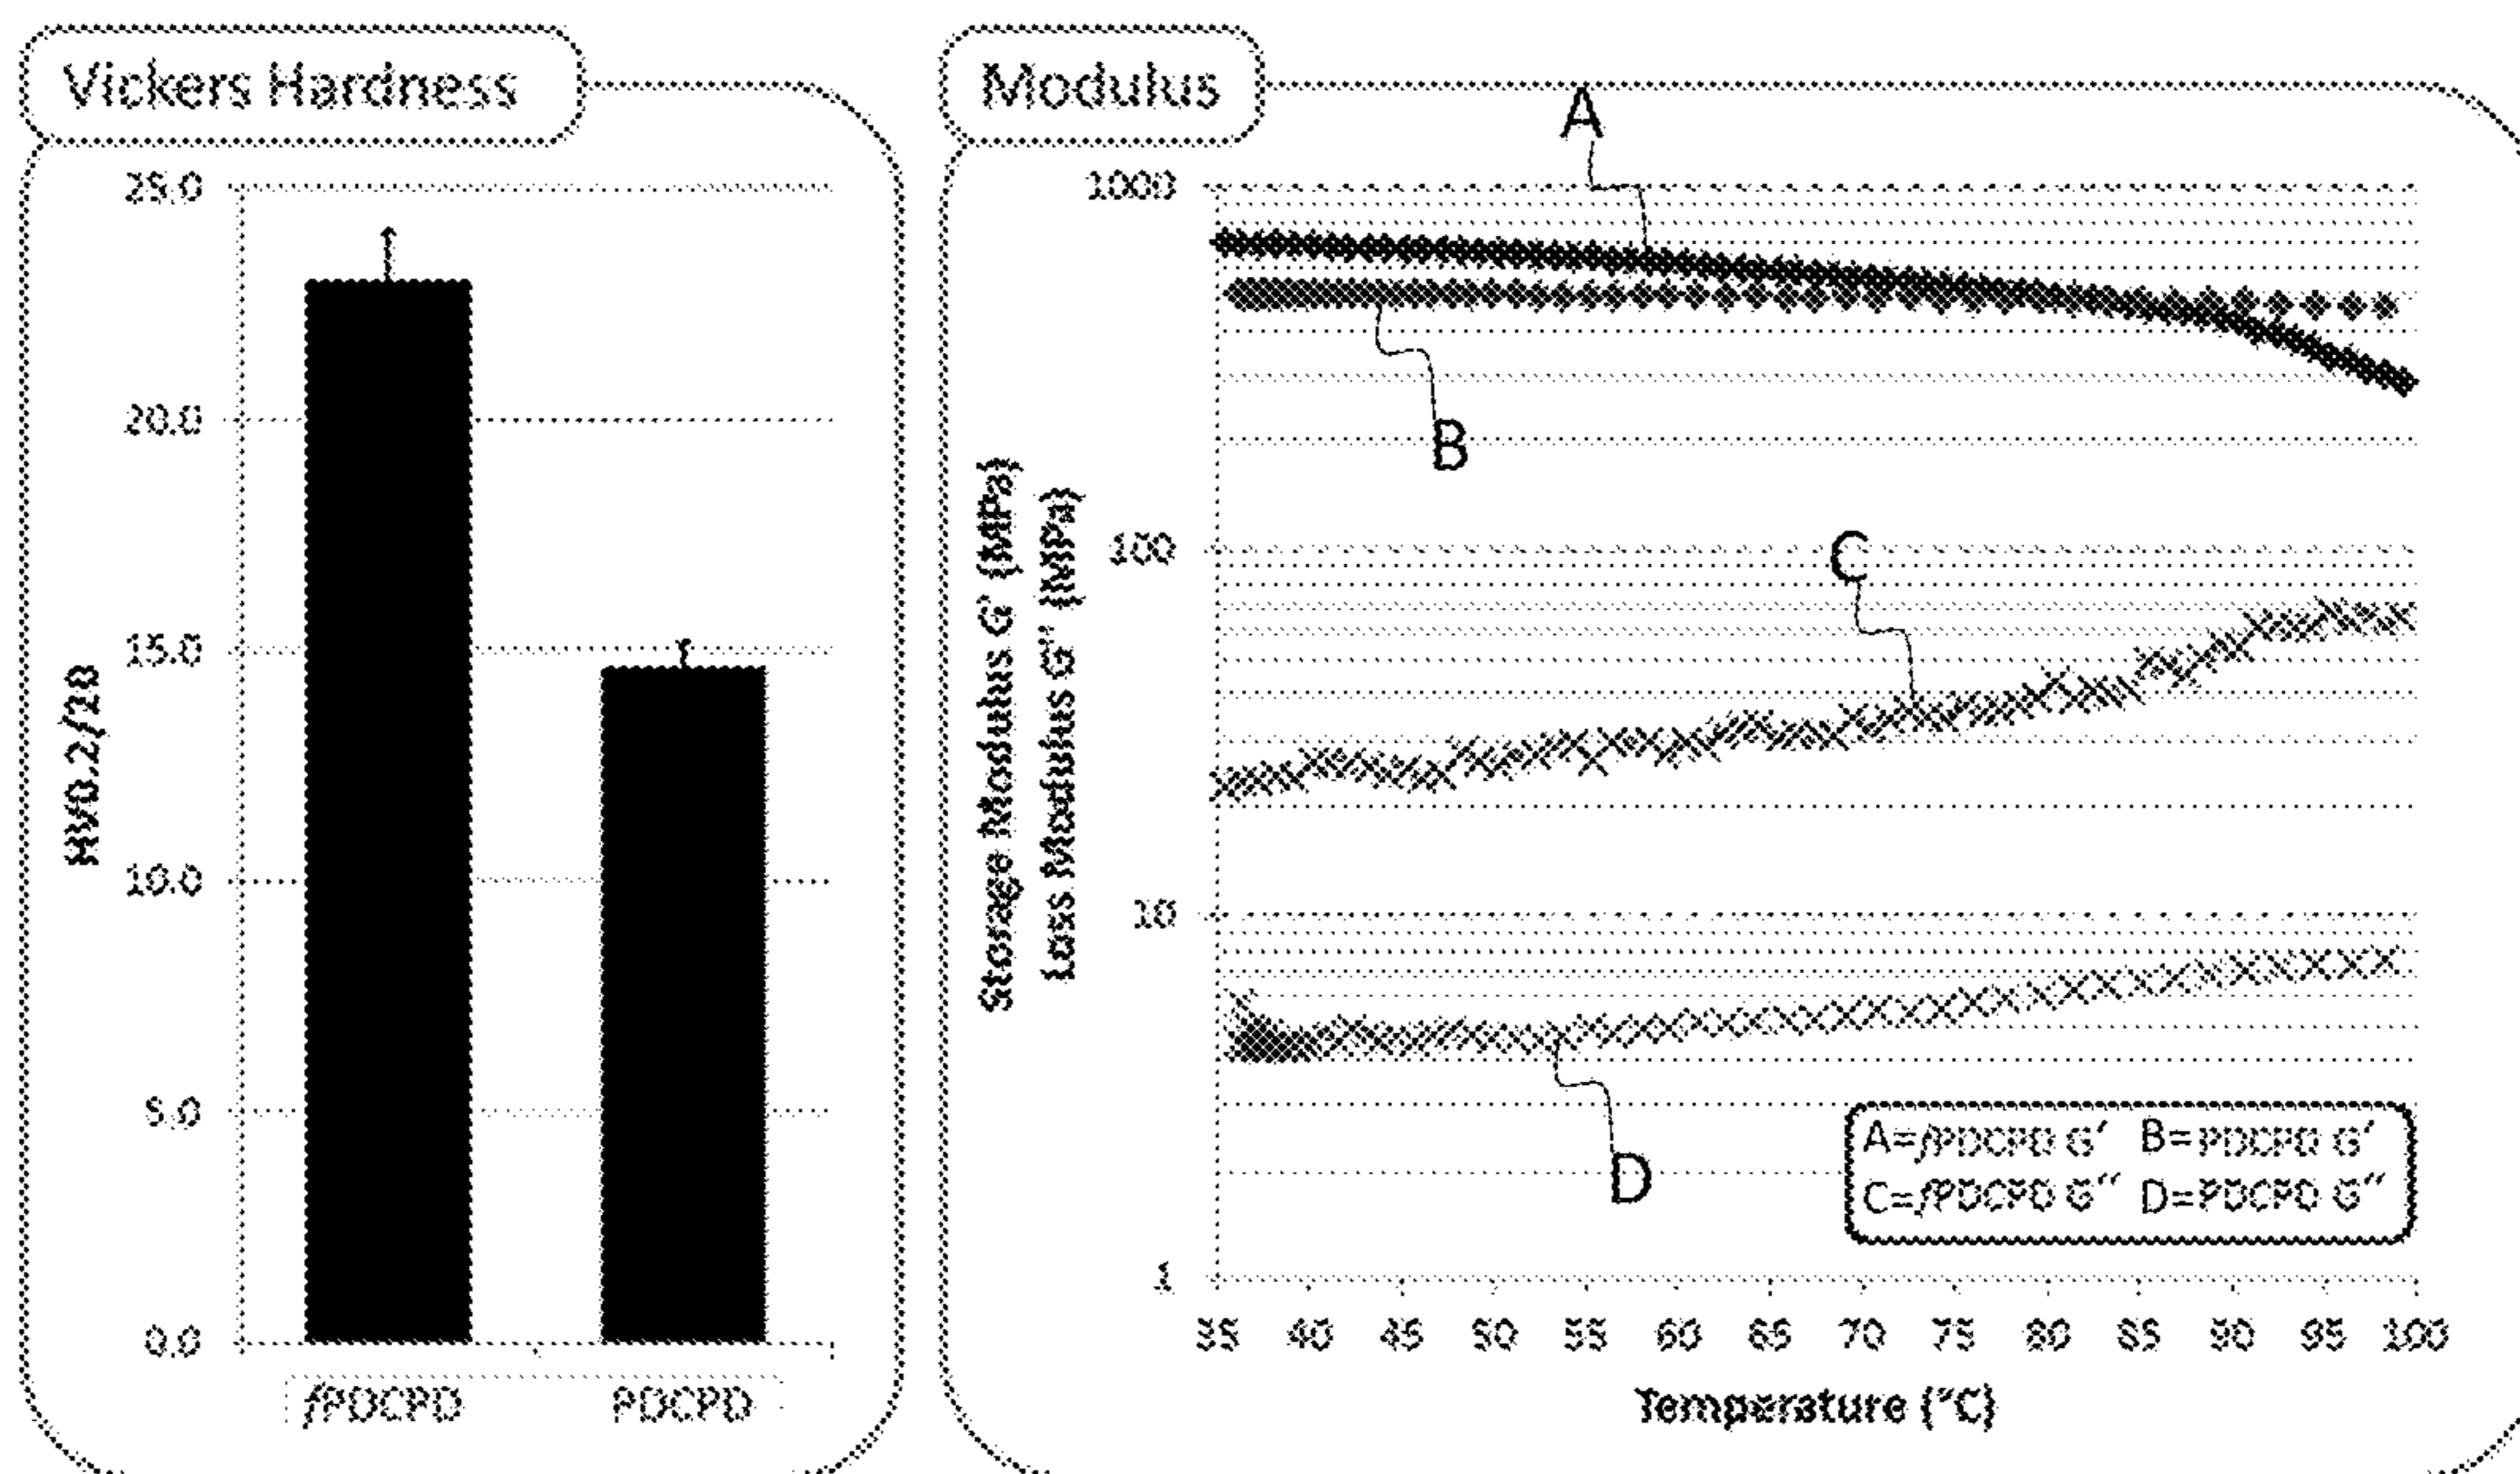 Vickers Hardness
25.0
20.0
15.0
10.0
5.0
0.0
HV0.2/20
fPDCPD PDCPD
Modulus
A
B
C
D
1000
100
10
1
Storage Modulus G' (MPa)
Loss Modulus G'' (MPa)
A=fPDCPD G' B=PDCPD G'
C=fPDCPD G'' D=PDCPD G''
35 40 45 50 55 60 65 70 75 80 85 90 95 100
Temperature (°C)